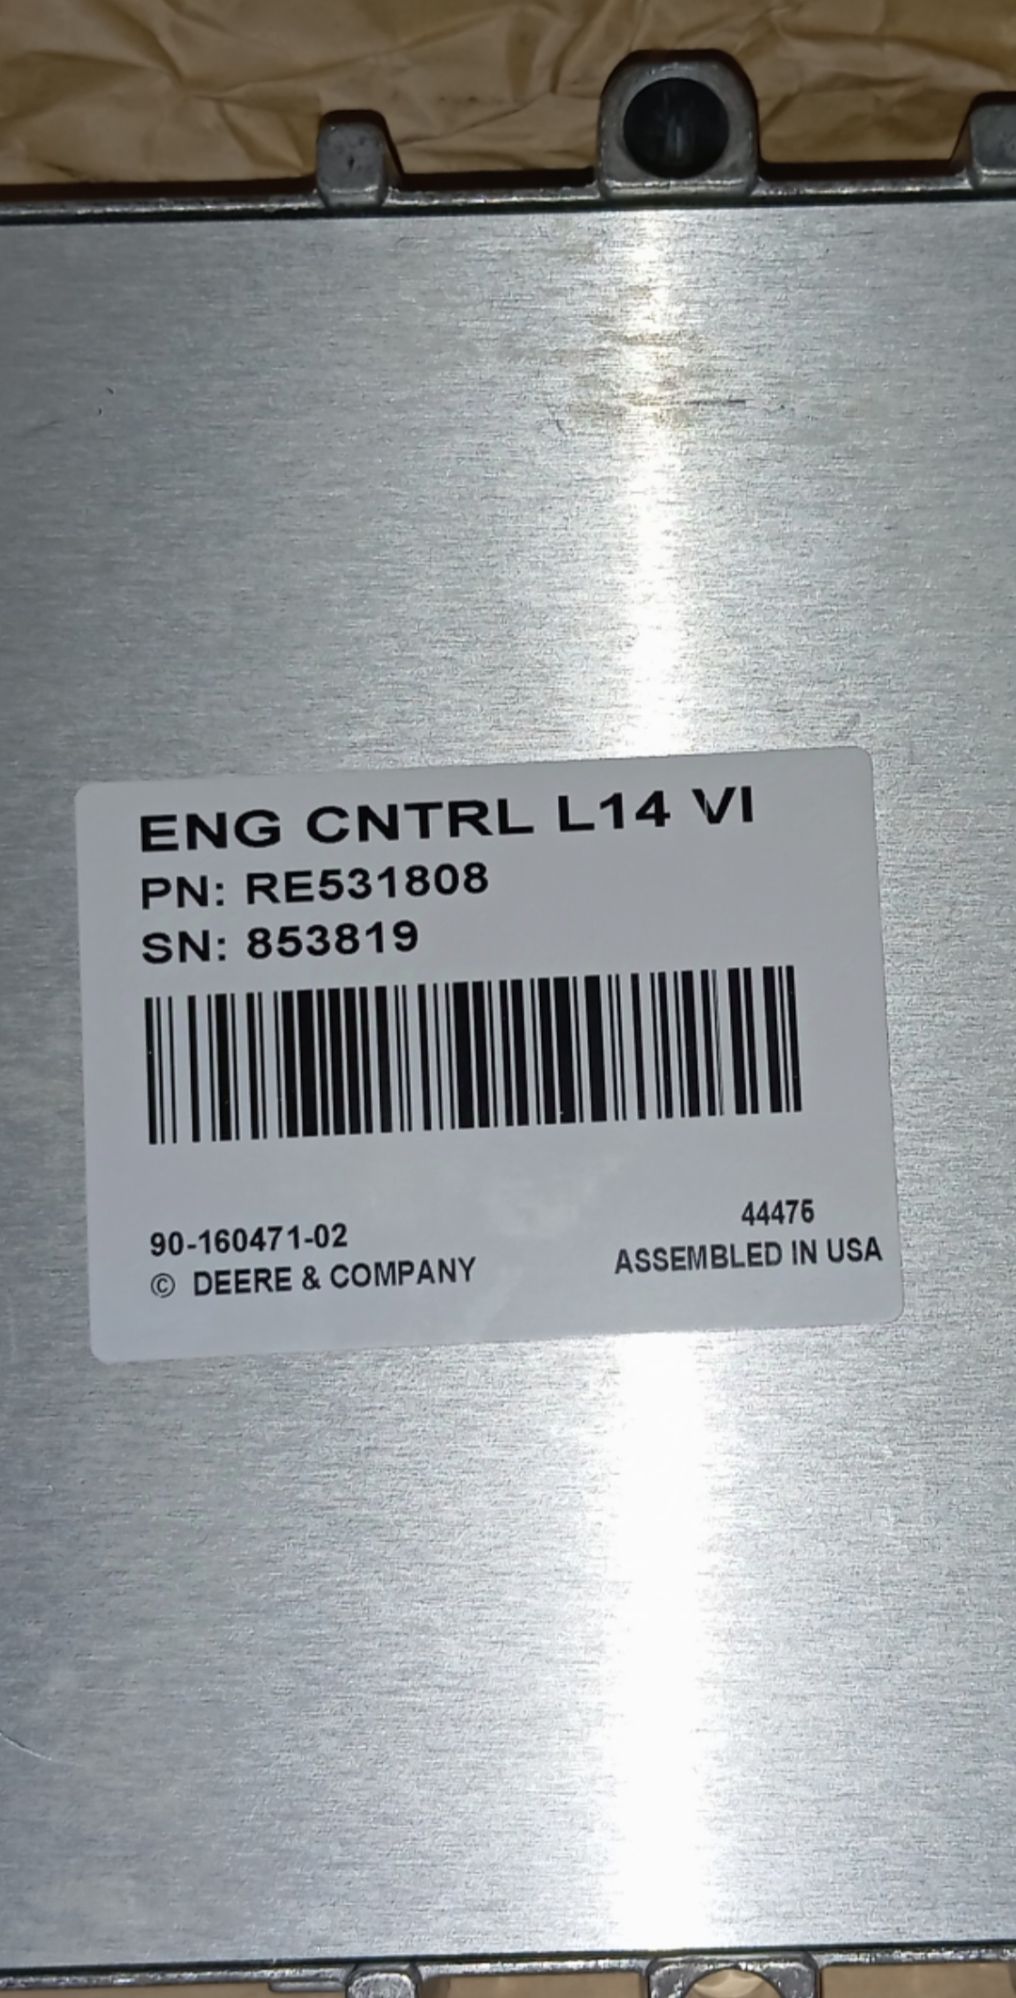 ENG CNTRL L14 VI
PN: RE531808
SN: 853819
90-160471-02
44476
© DEERE & COMPANY
ASSEMBLED IN USA